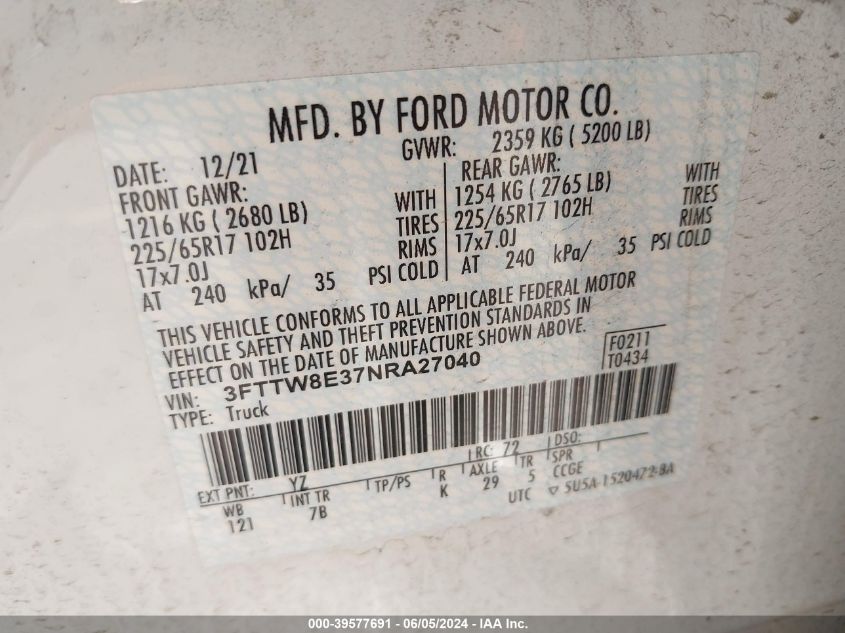 MFD. BY FORD MOTOR CO.
DATE: 12/21 GVWR: 2359 KG ( 5200 LB)
FRONT GAWR: REAR GAWR:
1216 KG ( 2680 LB) WITH 1254 KG ( 2765 LB) WITH
225/65R17 102H TIRES 225/65R17 102H TIRES
17x7.0J RIMS 17x7.0J RIMS
AT 240 kPa/ 35 PSI COLD AT 240 kPa/ 35 PSI COLD
THIS VEHICLE CONFORMS TO ALL APPLICABLE FEDERAL MOTOR
VEHICLE SAFETY AND THEFT PREVENTION STANDARDS IN
EFFECT ON THE DATE OF MANUFACTURE SHOWN ABOVE.
VIN: 3FTTW8E37NRA27040 F0211
TYPE: Truck T0434
EXT PNT: YZ RC: 72 DSO:
WB INT TR TP/PS R AXLE TR SPR
121 7B K 29 5 CCGE
UTC ▽ 5U5A-1520472-BA
000-39577691 - 06/05/2024 - IAA Inc.